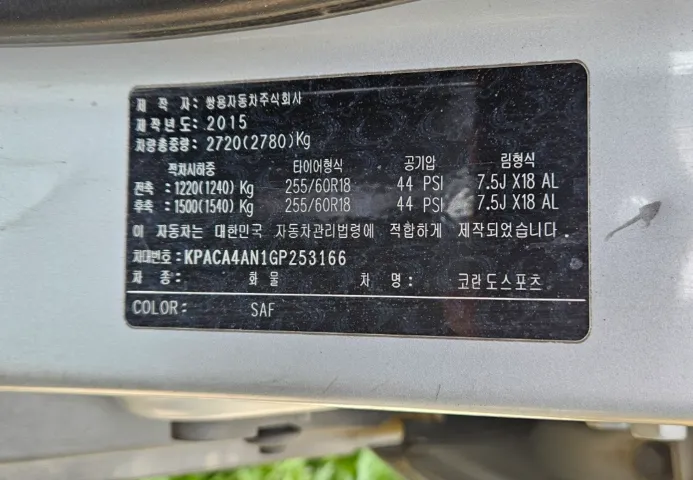 제 작 자: 쌍용자동차주식회사
제작년도: 2015
차량총중량: 2720(2780)Kg
적차시하중 타이어형식 공기압 림형식
전축 : 1220(1240) Kg 255/60R18 44 PSI 7.5J X18 AL
후축 : 1500(1540) Kg 255/60R18 44 PSI 7.5J X18 AL
이 자동차는 대한민국 자동차관리법령에 적합하게 제작되었습니다.
차대번호: KPACA4AN1GP253166
차 종: 화 물 차 명: 코란도스포츠
COLOR: SAF